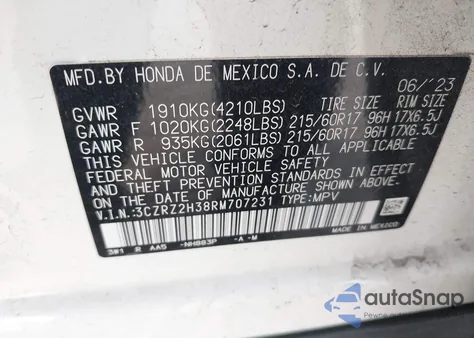 MFD.BY HONDA DE MEXICO S.A. DE C.V. 06/'23
TIRE SIZE RIM SIZE
GVWR 1910KG(4210LBS)
GAWR F 1020KG(2248LBS) 215/60R17 96H 17X6.5J
GAWR R 935KG(2061LBS) 215/60R17 96H 17X6.5J
THIS VEHICLE CONFORMS TO ALL APPLICABLE
FEDERAL MOTOR VEHICLE SAFETY AND THEFT PREVENTION
STANDARDS IN EFFECT ON THE DATE OF MANUFACTURE SHOWN ABOVE.
V.I.N.:3CZRZ2H38RM707231 TYPE:MPV
3W1 R AA5 -NH883P -A -M
MADE IN MEXICO
autoSnap